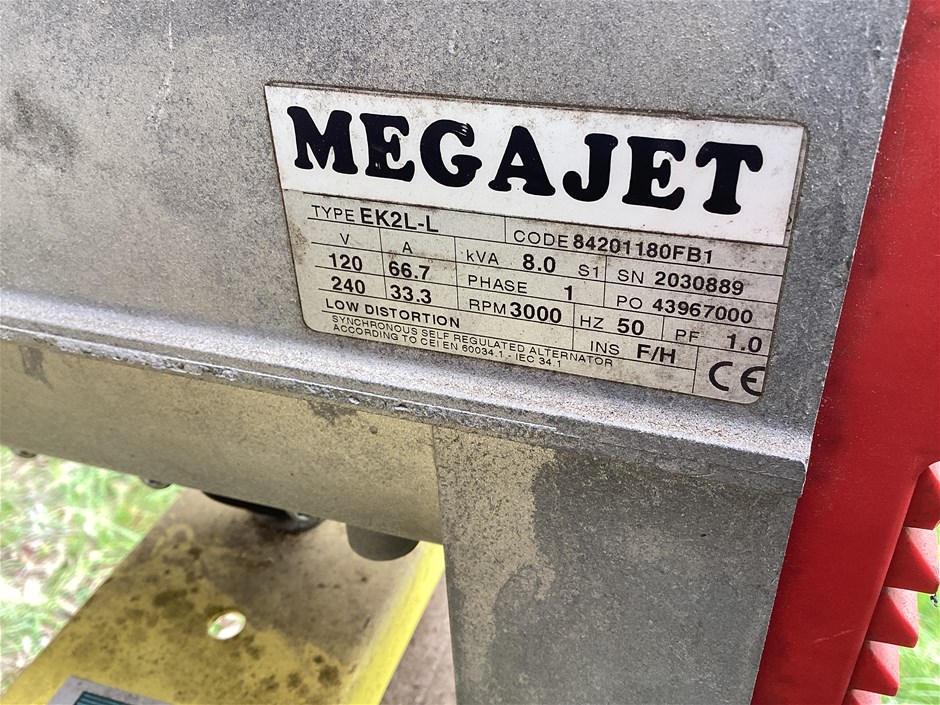 MEGAJET
TYPE EK2L-L CODE 84201180FB1
V A kVA 8.0 S1 SN 2030889
120 66.7 PHASE 1 PO 43967000
240 33.3 RPM 3000 HZ 50 PF 1.0
LOW DISTORTION INS F/H
SYNCHRONOUS SELF REGULATED ALTERNATOR
ACCORDING TO CEI EN 60034.1 - IEC 34.1
CE